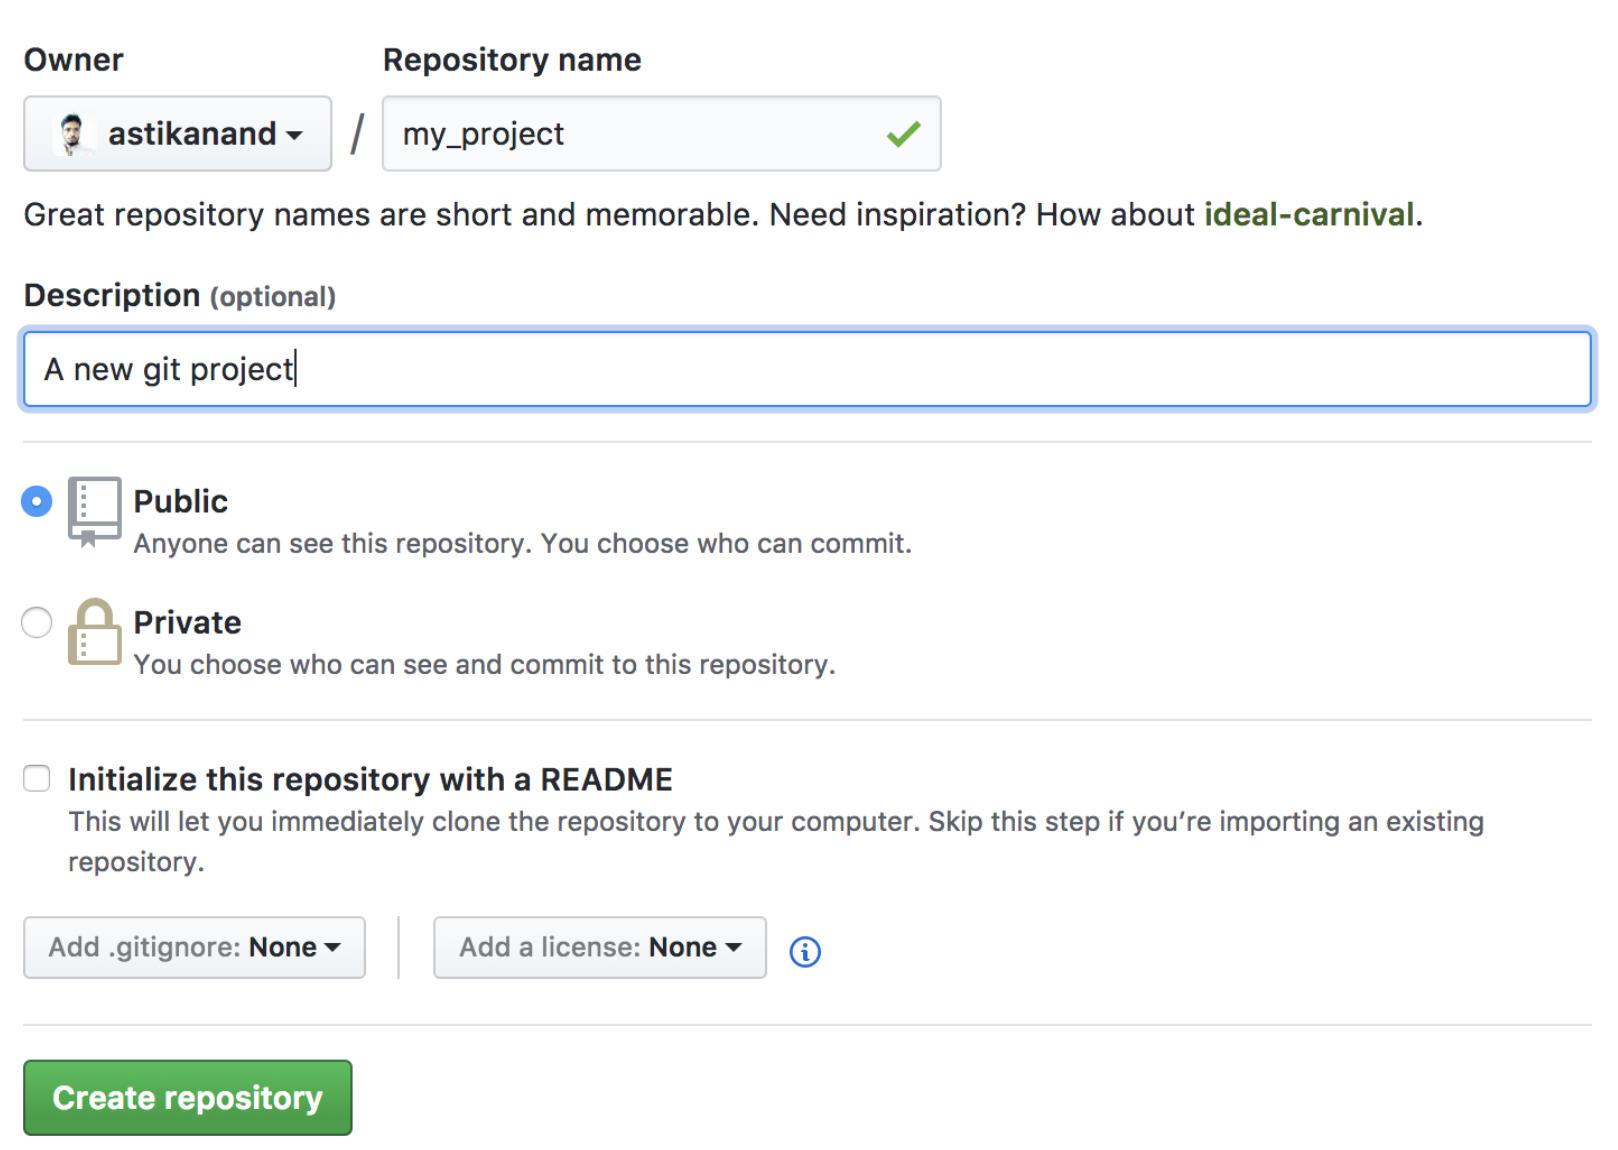 Owner
Repository name
astikanand / my_project
Great repository names are short and memorable. Need inspiration? How about ideal-carnival.
Description (optional)
A new git project
Public
Anyone can see this repository. You choose who can commit.
Private
You choose who can see and commit to this repository.
Initialize this repository with a README
This will let you immediately clone the repository to your computer. Skip this step if you’re importing an existing
repository.
Add .gitignore: None
Add a license: None
Create repository